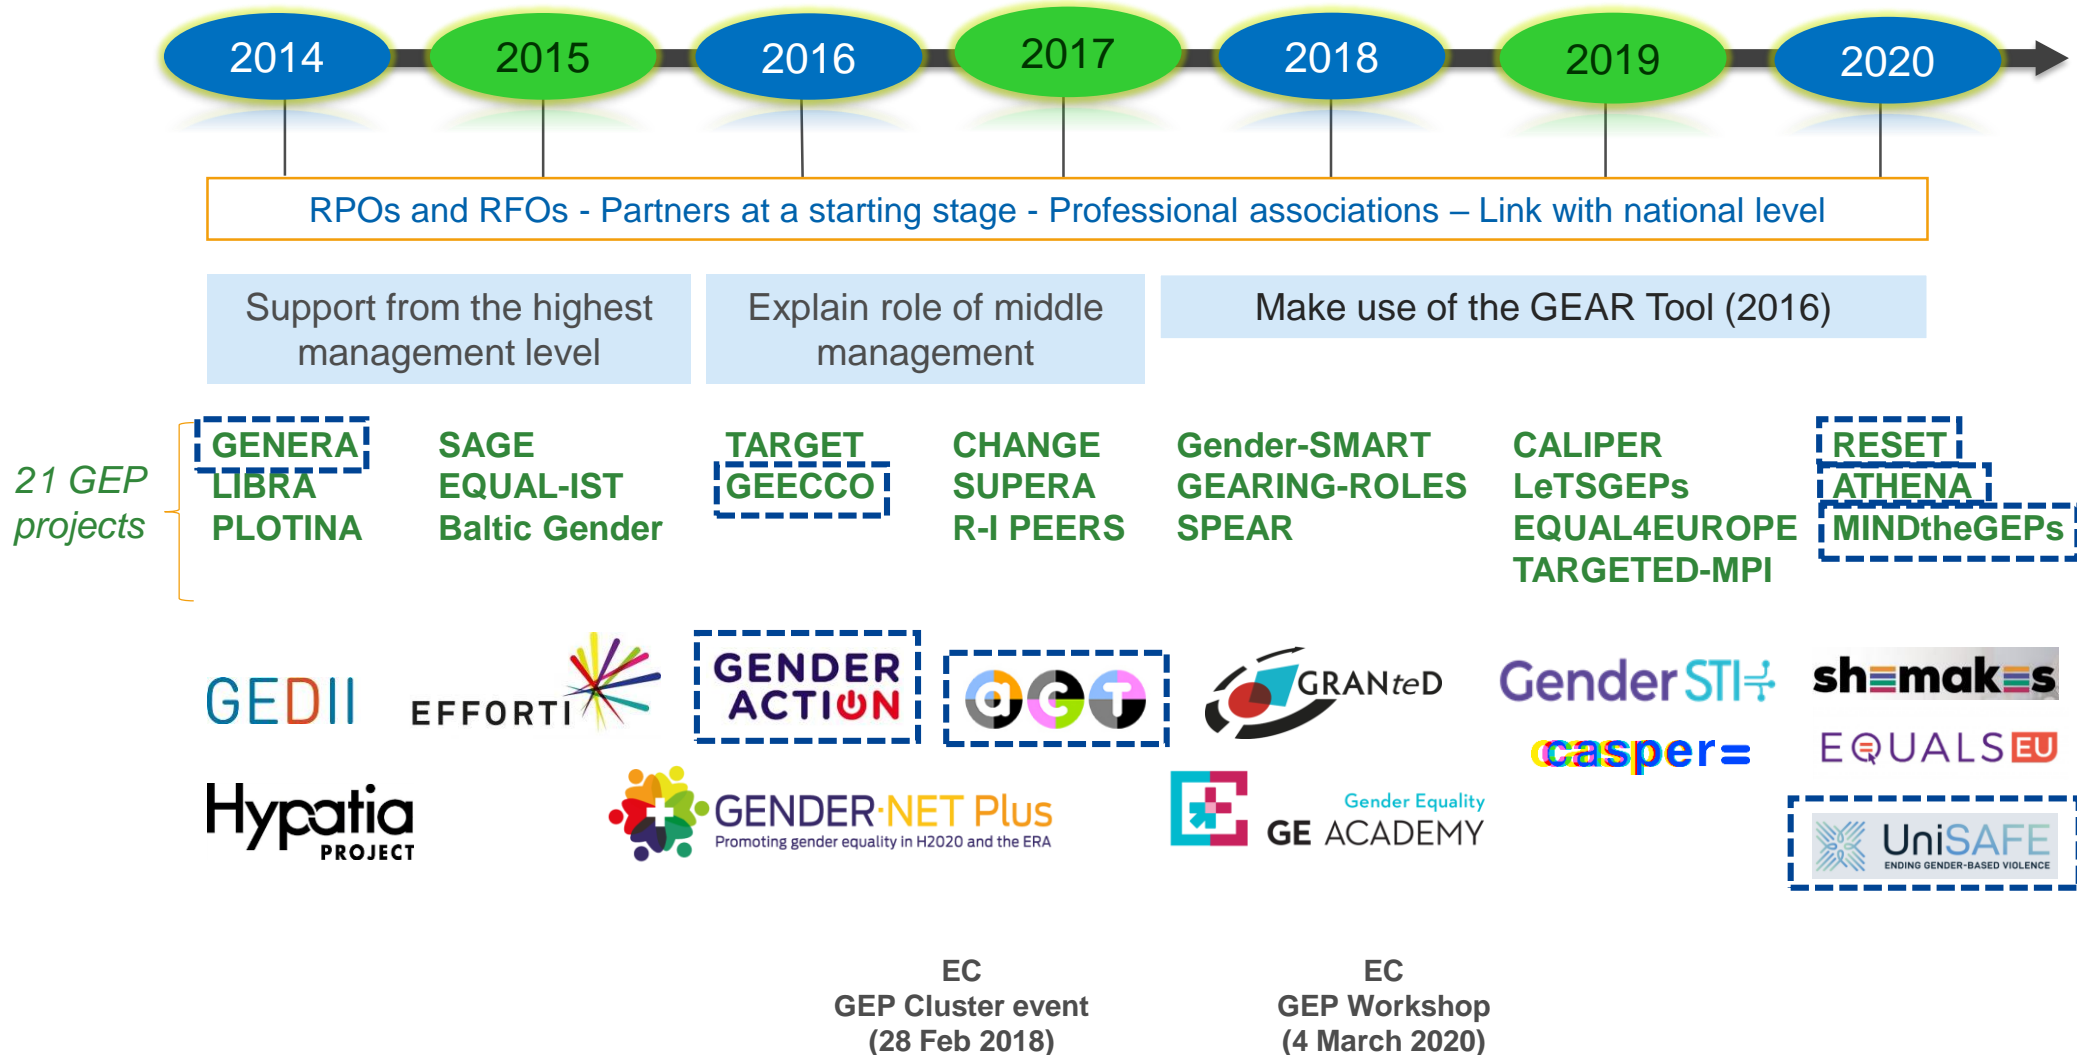 2014
2015
2016
2017
2018
2019
2020
RPOs and RFOs - Partners at a starting stage - Professional associations – Link with national level
Support from the highest
management level
Explain role of middle
management
Make use of the GEAR Tool (2016)
21 GEP
projects
GENERA
LIBRA
PLOTINA
SAGE
EQUAL-IST
Baltic Gender
TARGET
GEECCO
CHANGE
SUPERA
R-I PEERS
Gender-SMART
GEARING-ROLES
SPEAR
CALIPER
LeTSGEPs
EQUAL4EUROPE
TARGETED-MPI
RESET
ATHENA
MINDtheGEPs
GEDII
EFFORTI
GENDER
ACTION
act
GRANteD
Gender STI
shemakes
casper=
EQUALS EU
Hypatia
PROJECT
GENDER·NET Plus
Promoting gender equality in H2020 and the ERA
Gender Equality
GE ACADEMY
UniSAFE
ENDING GENDER-BASED VIOLENCE
EC
GEP Cluster event
(28 Feb 2018)
EC
GEP Workshop
(4 March 2020)